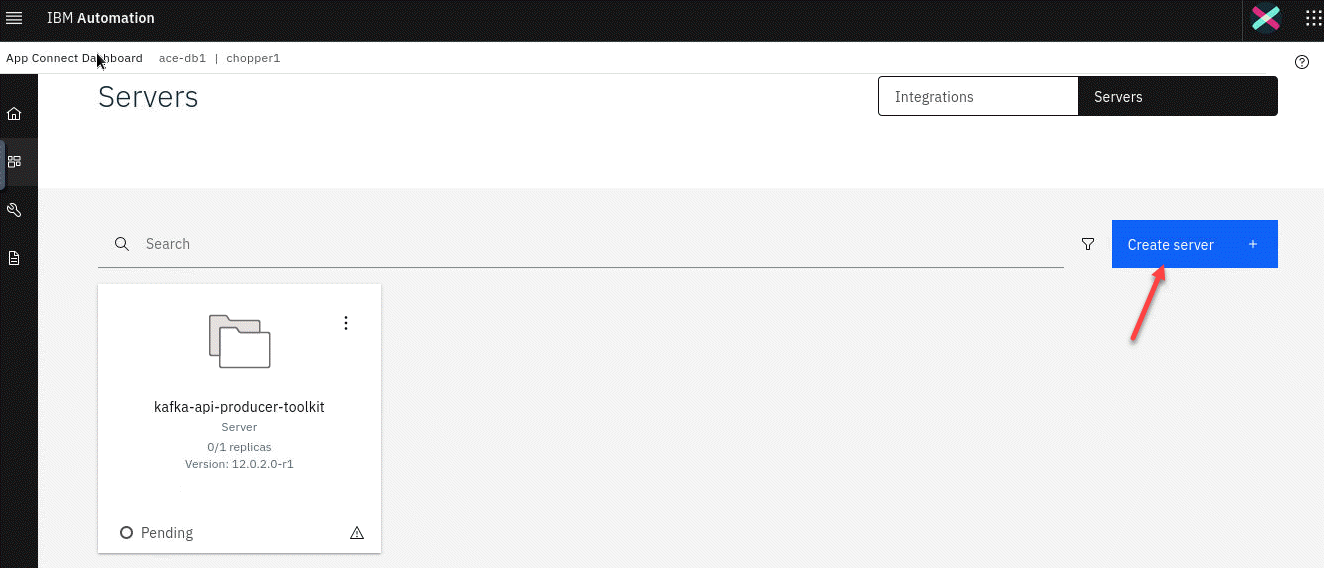 IBM Automation
App Connect Dashboard ace-db1 | chopper1
Servers
Integrations
Servers
Search
Create server +
kafka-api-producer-toolkit
Server
0/1 replicas
Version: 12.0.2.0-r1
Pending